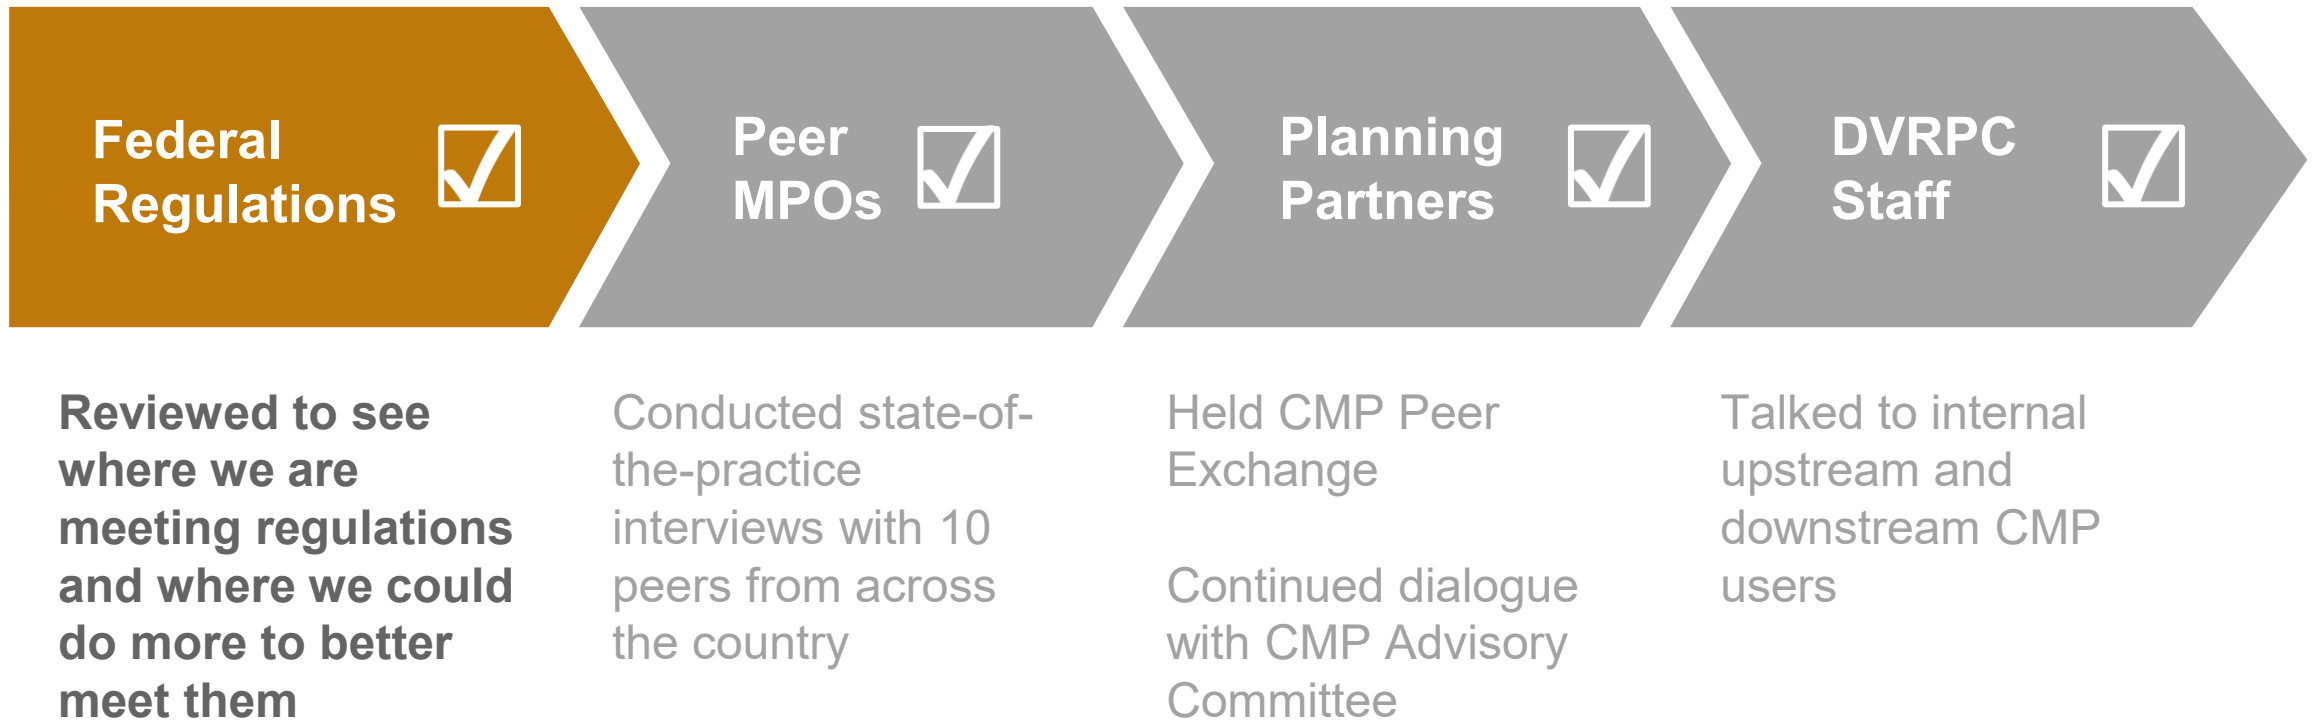 Federal
Regulations
Peer
MPOs
Planning
Partners
DVRPC
Staff
Reviewed to see
where we are
meeting regulations
and where we could
do more to better
meet them
Conducted state-of-
the-practice
interviews with 10
peers from across
the country
Held CMP Peer
Exchange
Continued dialogue
with CMP Advisory
Committee
Talked to internal
upstream and
downstream CMP
users